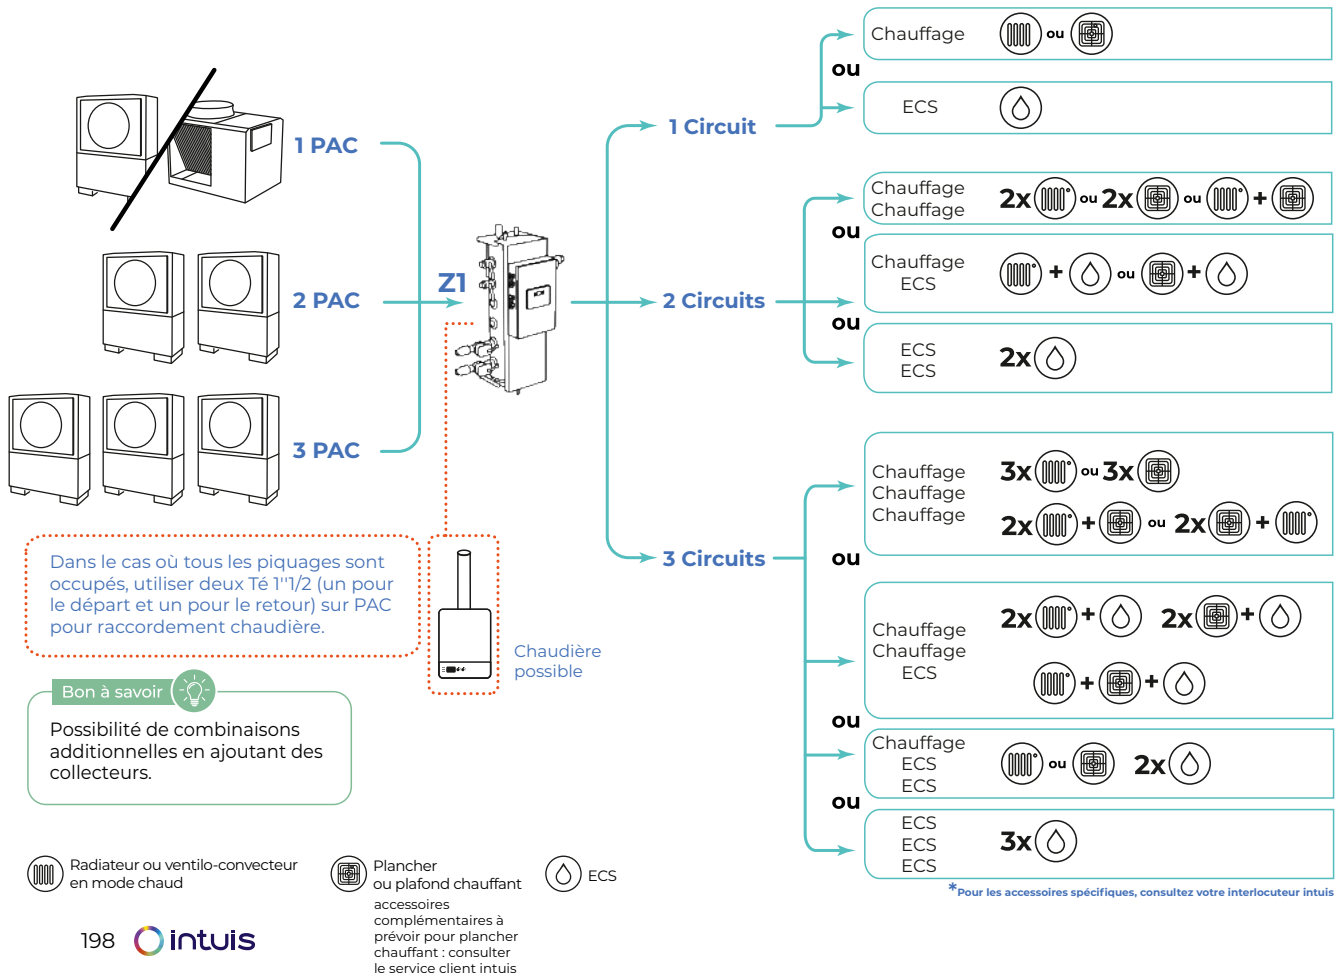 1 PAC
2 PAC
3 PAC
Z1
1 Circuit
2 Circuits
3 Circuits
Chauffage
ou
ou
ECS
Chauffage
Chauffage
2x
ou
2x
ou
+
ou
Chauffage
ECS
+
ou
+
ou
ECS
ECS
2x
Chauffage
Chauffage
Chauffage
3x
ou
3x
2x
+
ou
2x
+
ou
Chauffage
Chauffage
ECS
2x
+
2x
+
+
+
ou
Chauffage
ECS
ECS
ou
2x
ou
ECS
ECS
ECS
3x
*Pour les accessoires spécifiques, consultez votre interlocuteur intuis
Dans le cas où tous les piquages sont
occupés, utiliser deux Té 1''1/2 (un pour
le départ et un pour le retour) sur PAC
pour raccordement chaudière.
Chaudière
possible
Bon à savoir
Possibilité de combinaisons
additionnelles en ajoutant des
collecteurs.
Radiateur ou ventilo-convecteur
en mode chaud
Plancher
ou plafond chauffant
accessoires
complémentaires à
prévoir pour plancher
chauffant : consulter
le service client intuis
ECS
198
intuis